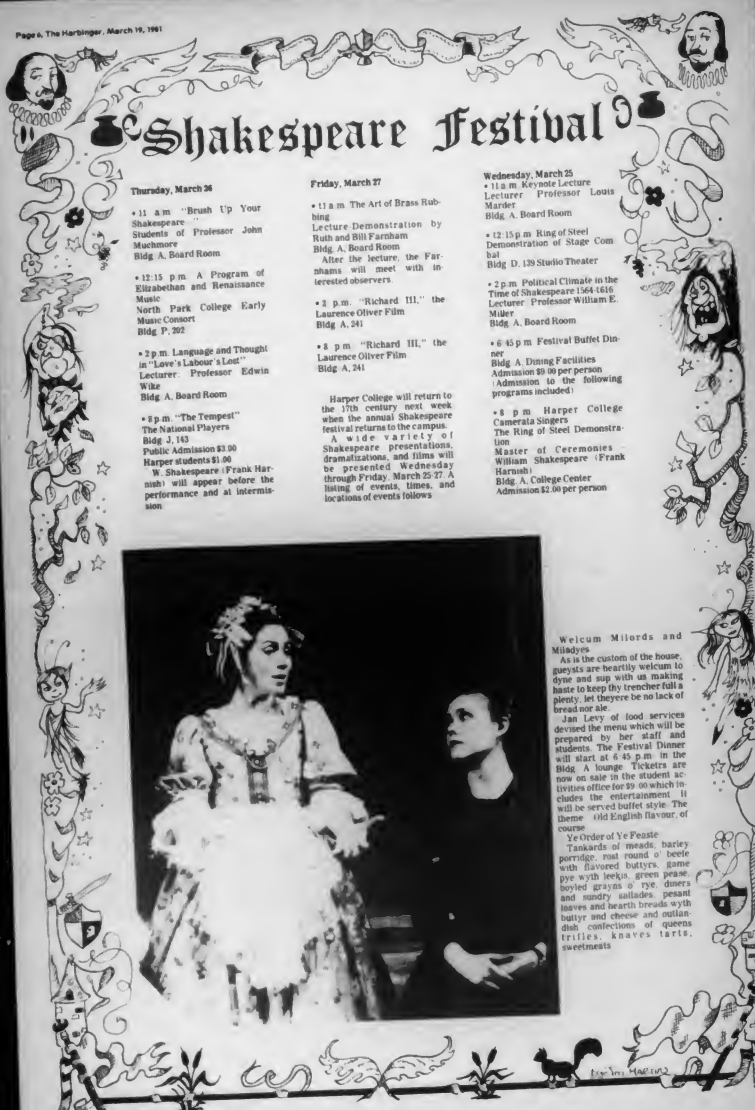 Page 6, The Harbinger, March 19, 1981
Shakespeare Festival
Thursday, March 26
• 11 a.m. "Brush Up Your
Shakespeare"
Students of Professor John
Muchmore
Bldg. A, Board Room
• 12:15 p.m. A Program of
Elizabethan and Renaissance
Music
North Park College Early
Music Consort
Bldg P, 202
• 2 p.m. Language and Thought
in "Love's Labour's Lost"
Lecturer: Professor Edwin
Wike
Bldg. A, Board Room
• 8 p.m. "The Tempest"
The National Players
Bldg. J, 143
Public Admission $3.00
Harper students $1.00
W. Shakespeare (Frank Har-
nish) will appear before the
performance and at intermis-
sion
Friday, March 27
• 11 a.m. The Art of Brass Rub-
bing
Lecture Demonstration by
Ruth and Bill Farnham
Bldg. A, Board Room
After the lecture, the Far-
nhams will meet with in-
terested observers.
• 2 p.m. "Richard III," the
Laurence Oliver Film
Bldg. A, 241
• 8 p.m. "Richard III," the
Laurence Oliver Film
Bldg. A, 241
Harper College will return to
the 17th century next week
when the annual Shakespeare
festival returns to the campus.
A wide variety of
Shakespeare presentations,
dramatizations, and films will
be presented Wednesday
through Friday, March 25-27. A
listing of events, times, and
locations of events follows
Wednesday, March 25
• 11 a.m. Keynote Lecture
Lecturer Professor Louis
Marder
Bldg. A, Board Room
• 12:15 p.m. Ring of Steel
Demonstration of Stage Com
bat
Bldg D, 139 Studio Theater
• 2 p.m. Political Climate in the
Time of Shakespeare 1564-1616
Lecturer Professor William E.
Miller
Bldg. A, Board Room
• 6:45 p.m. Festival Buffet Din-
ner
Bldg. A, Dining Facilities
Admission $9.00 per person
(Admission to the following
programs included)
• 8 p.m. Harper College
Camerata Singers
The Ring of Steel Demonstra-
tion
Master of Ceremonies -
William Shakespeare (Frank
Harnish)
Bldg. A, College Center
Admission $2.00 per person
Welcum Milords and
Miladyes
As is the custom of the house,
gueysts are heartily welcum to
dyne and sup with us making
haste to keep thy trencher full a
plenty, let theyere be no lack of
bread nor ale.
Jan Levy of food services
devised the menu which will be
prepared by her staff and
students. The Festival Dinner
will start at 6:45 p.m. in the
Bldg. A lounge. Ticketrs are
now on sale in the student ac-
tivities office for $9.00 which in-
cludes the entertainment. It
will be served buffet style. The
theme Old English flavour, of
course
Ye Order of Ye Feaste
Tankards of meads, barley
porridge, rost round o' beefe
with flavored buttyrs, game
pye wyth leekis, green pease,
boyled grayns o' rye, diners
and sundry sallades, pesant
loaves and hearth breads wyth
buttyr and cheese and outlan-
dish confections of queens
trifles, knaves tarts,
sweetmeats